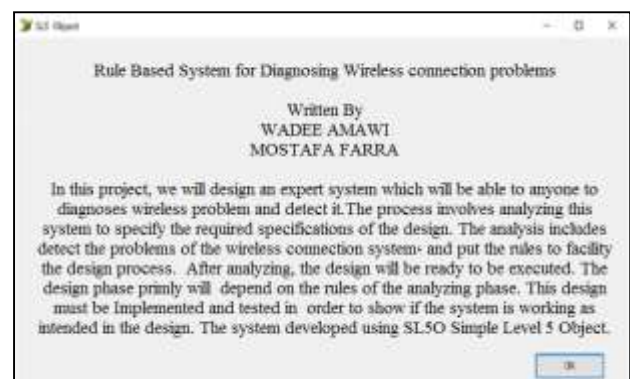 SL5 Object
Rule Based System for Diagnosing Wireless connection problems
Written By
WADEE AMAWI
MOSTAFA FARRA
In this project, we will design an expert system which will be able to anyone to
diagnoses wireless problem and detect it.The process involves analyzing this
system to specify the required specifications of the design. The analysis includes
detect the problems of the wireless connection system- and put the rules to facility
the design process. After analyzing, the design will be ready to be executed. The
design phase primly will depend on the rules of the analyzing phase. This design
must be Implemented and tested in order to show if the system is working as
intended in the design. The system developed using SL5O Simple Level 5 Object.
OK